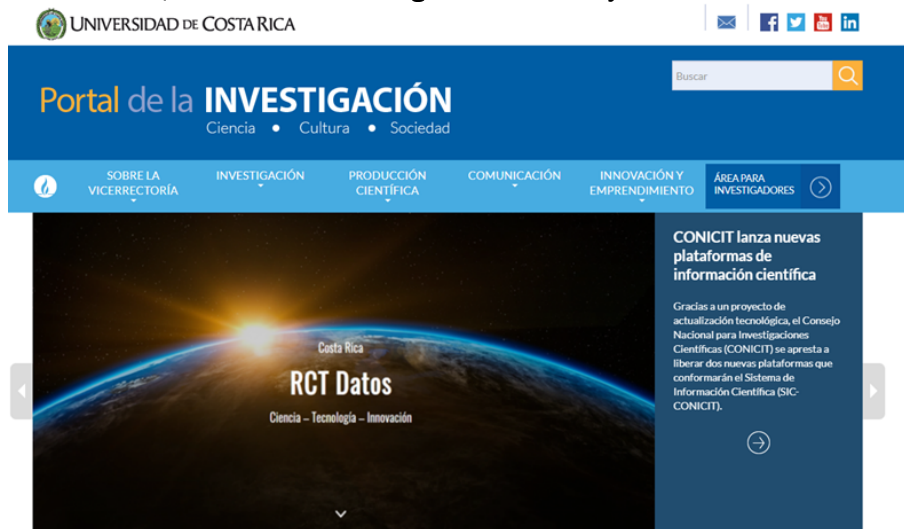 UNIVERSIDAD DE COSTA RICA
Buscar
Portal de la INVESTIGACIÓN
Ciencia • Cultura • Sociedad
SOBRE LA
VICERRECTORÍA
INVESTIGACIÓN
PRODUCCIÓN
CIENTÍFICA
COMUNICACIÓN
INNOVACIÓN Y
EMPRENDIMIENTO
ÁREA PARA
INVESTIGADORES
Costa Rica
RCT Datos
Ciencia – Tecnología – Innovación
CONICIT lanza nuevas
plataformas de
información científica
Gracias a un proyecto de
actualización tecnológica, el Consejo
Nacional para Investigaciones
Científicas (CONICIT) se apresta a
liberar dos nuevas plataformas que
conformarán el Sistema de
Información Científica (SIC-
CONICIT).